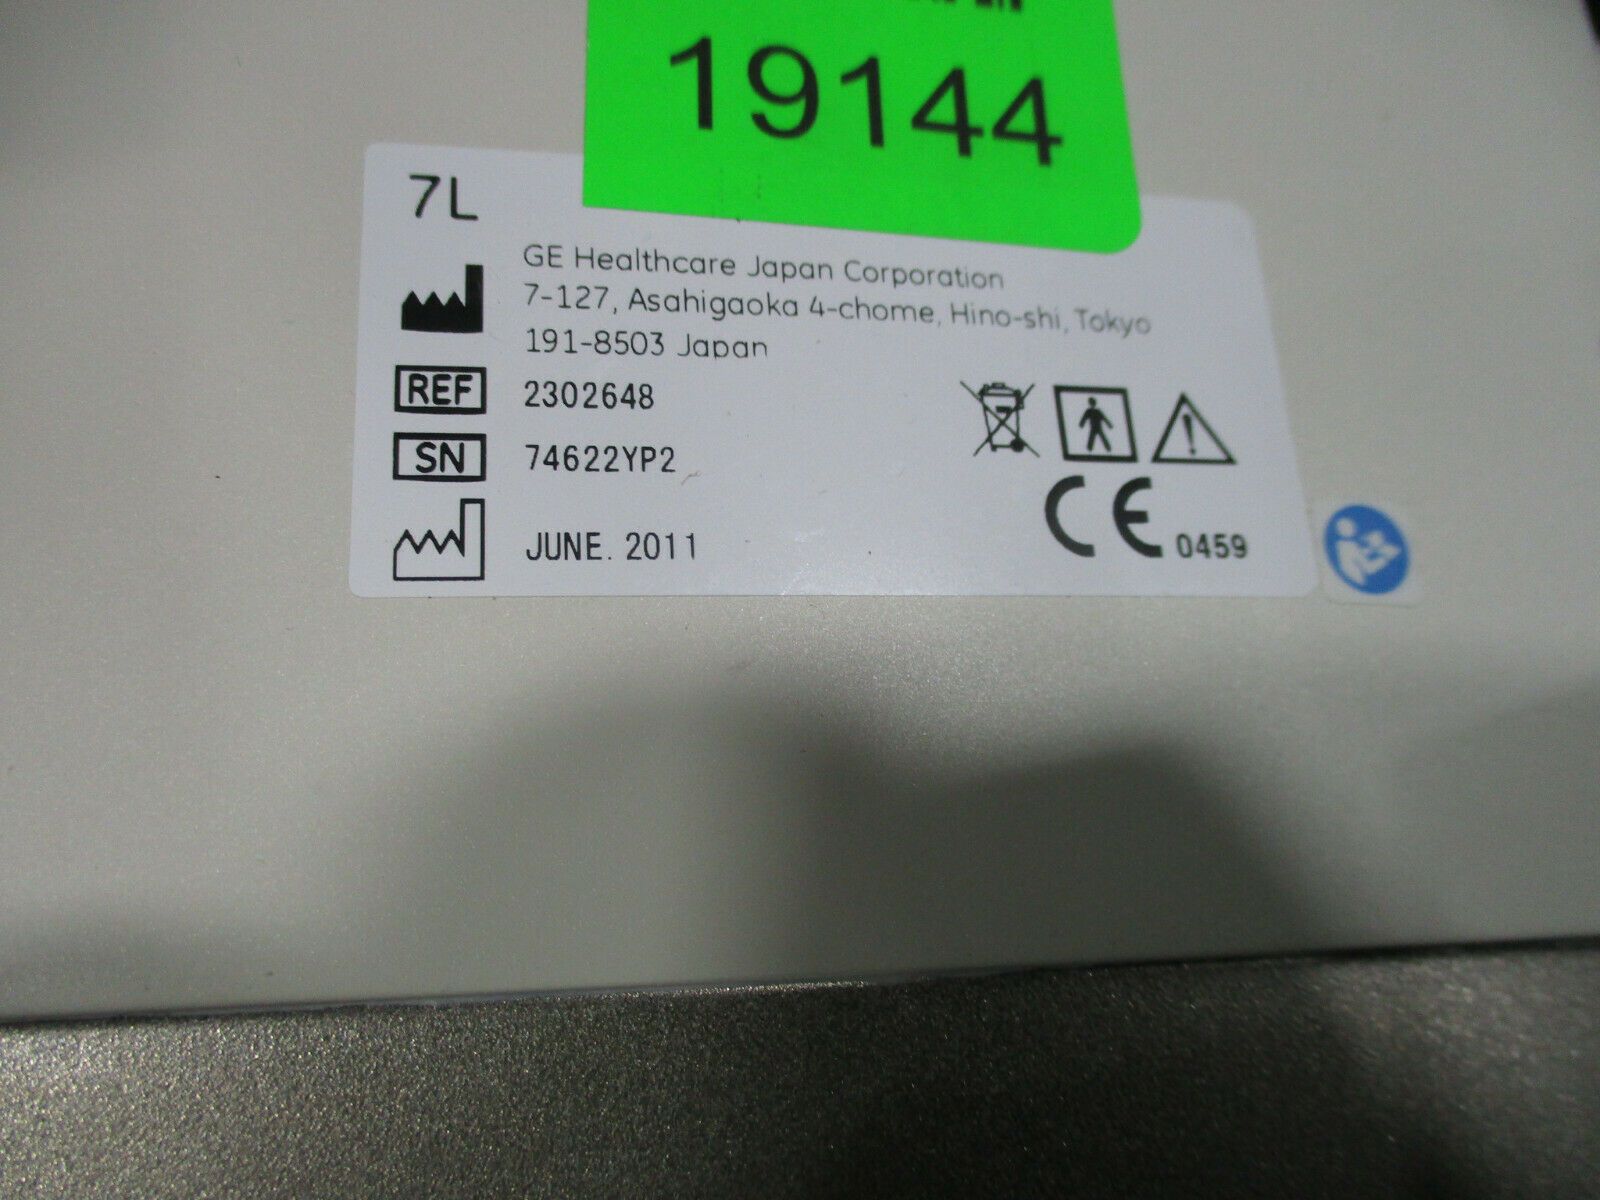 19144
7L
GE Healthcare Japan Corporation
7-127, Asahigaoka 4-chome, Hino-shi, Tokyo
191-8503 Japan
REF 2302648
SN 74622YP2
JUNE. 2011
CE 0459